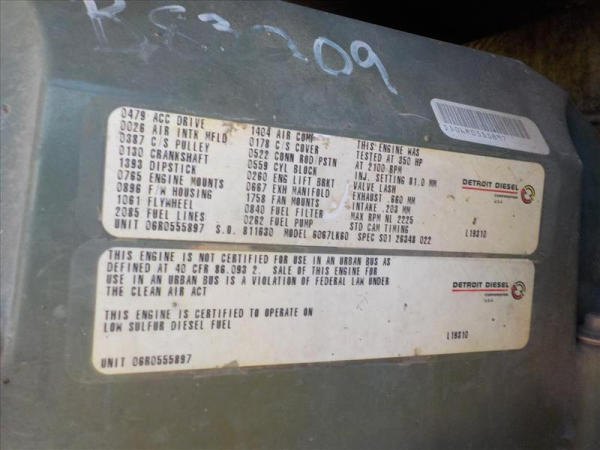 0479 ACC DRIVE
0026 AIR INTK MFLD
0387 C/S PULLEY
0130 CRANKSHAFT
1393 DIPSTICK
0765 ENGINE MOUNTS
0896 F/W HOUSING
1061 FLYWHEEL
2085 FUEL LINES
UNIT 06R0555897
1404 AIR COMP
0178 C/S COVER
0522 CONN ROD/PSTN
0559 CYL BLOCK
0260 ENG LIFT BRKT
0667 EXH MANIFOLD
1758 FAN MOUNTS
0840 FUEL FILTER
0262 FUEL PUMP
S.O. 811630 MODEL 6067LK60 SPEC S01 26348 022
THIS ENGINE WAS
TESTED AT 350 HP
AT 2100 RPM
INJ. SETTING 81.0 MM
VALVE LASH
EXHAUST .660 MM
INTAKE .203 MM
MAX RPM NL 2225
STD CAM TIMING
DETROIT DIESEL
CORPORATION
U.S.A.
L19310
THIS ENGINE IS NOT CERTIFIED FOR USE IN AN URBAN BUS AS
DEFINED AT 40 CFR 86.093 2. SALE OF THIS ENGINE FOR
USE IN AN URBAN BUS IS A VIOLATION OF FEDERAL LAW UNDER
THE CLEAN AIR ACT
THIS ENGINE IS CERTIFIED TO OPERATE ON
LOW SULFUR DIESEL FUEL
UNIT 06R0555897
DETROIT DIESEL
CORPORATION
U.S.A.
L19310